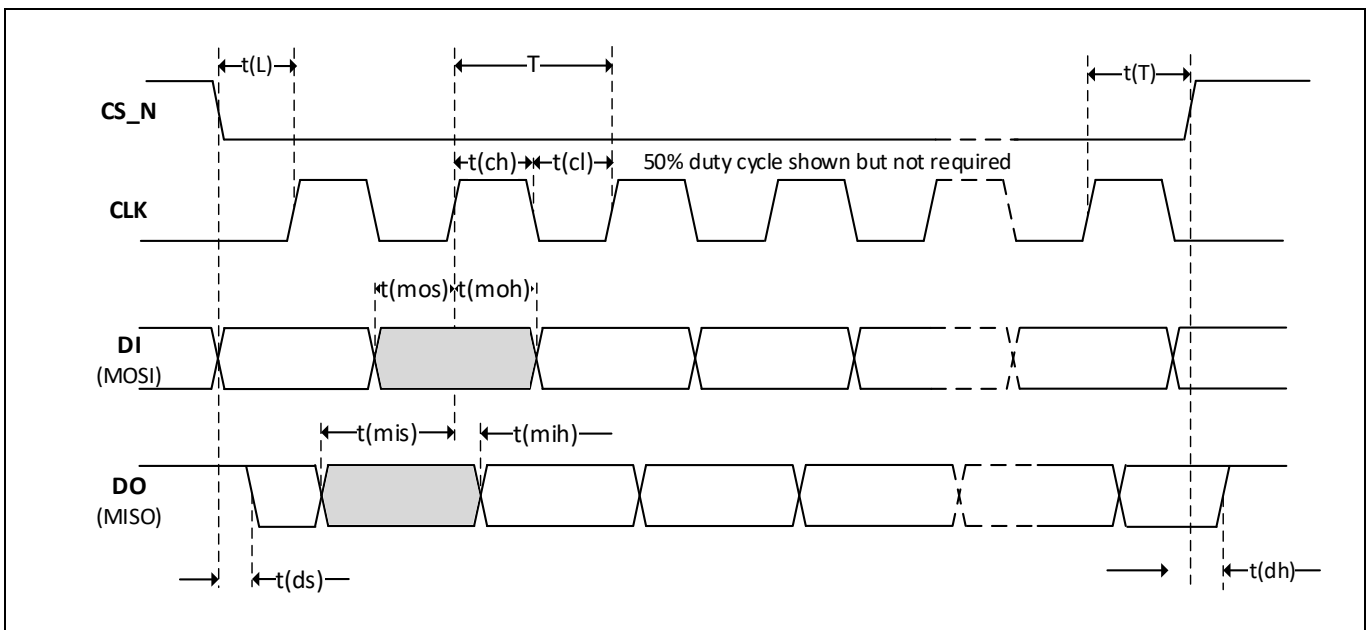 t(L)
T
t(T)
CS_N
t(ch)
t(cl)
50% duty cycle shown but not required
CLK
t(mos)
t(moh)
DI
(MOSI)
t(mis)
t(mih)
DO
(MISO)
t(ds)
t(dh)